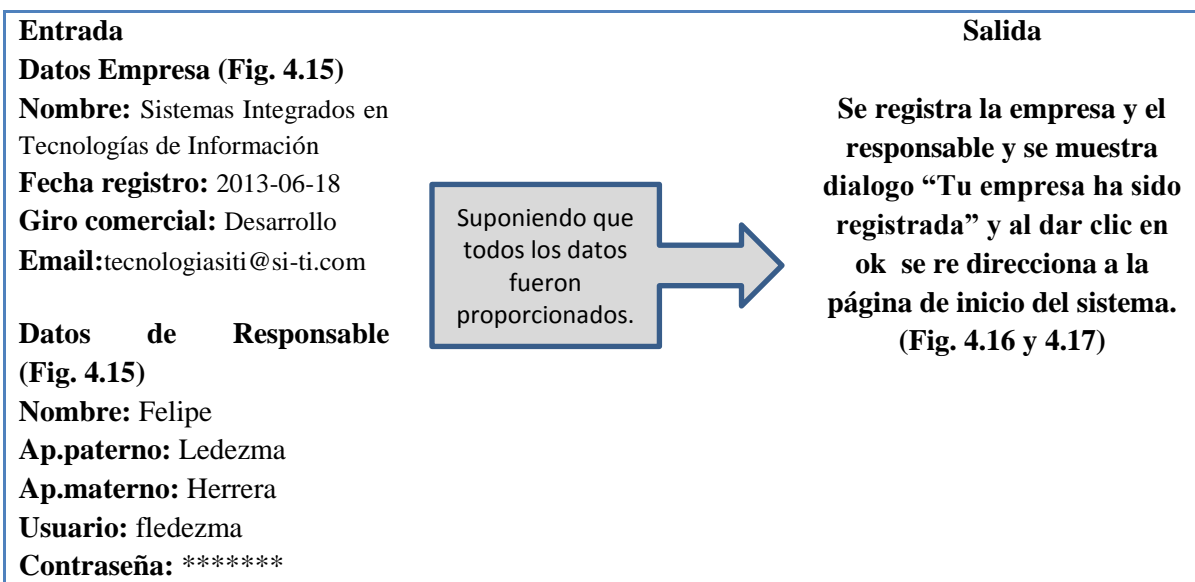 Entrada
Datos Empresa (Fig. 4.15)
Nombre: Sistemas Integrados en
Tecnologías de Información
Fecha registro: 2013-06-18
Giro comercial: Desarrollo
Email:tecnologiasiti@si-ti.com
Datos de Responsable
(Fig. 4.15)
Nombre: Felipe
Ap.paterno: Ledezma
Ap.materno: Herrera
Usuario: fledezma
Contraseña: *******
Suponiendo que
todos los datos
fueron
proporcionados.
Salida
Se registra la empresa y el
responsable y se muestra
dialogo “Tu empresa ha sido
registrada” y al dar clic en
ok se re direcciona a la
página de inicio del sistema.
(Fig. 4.16 y 4.17)